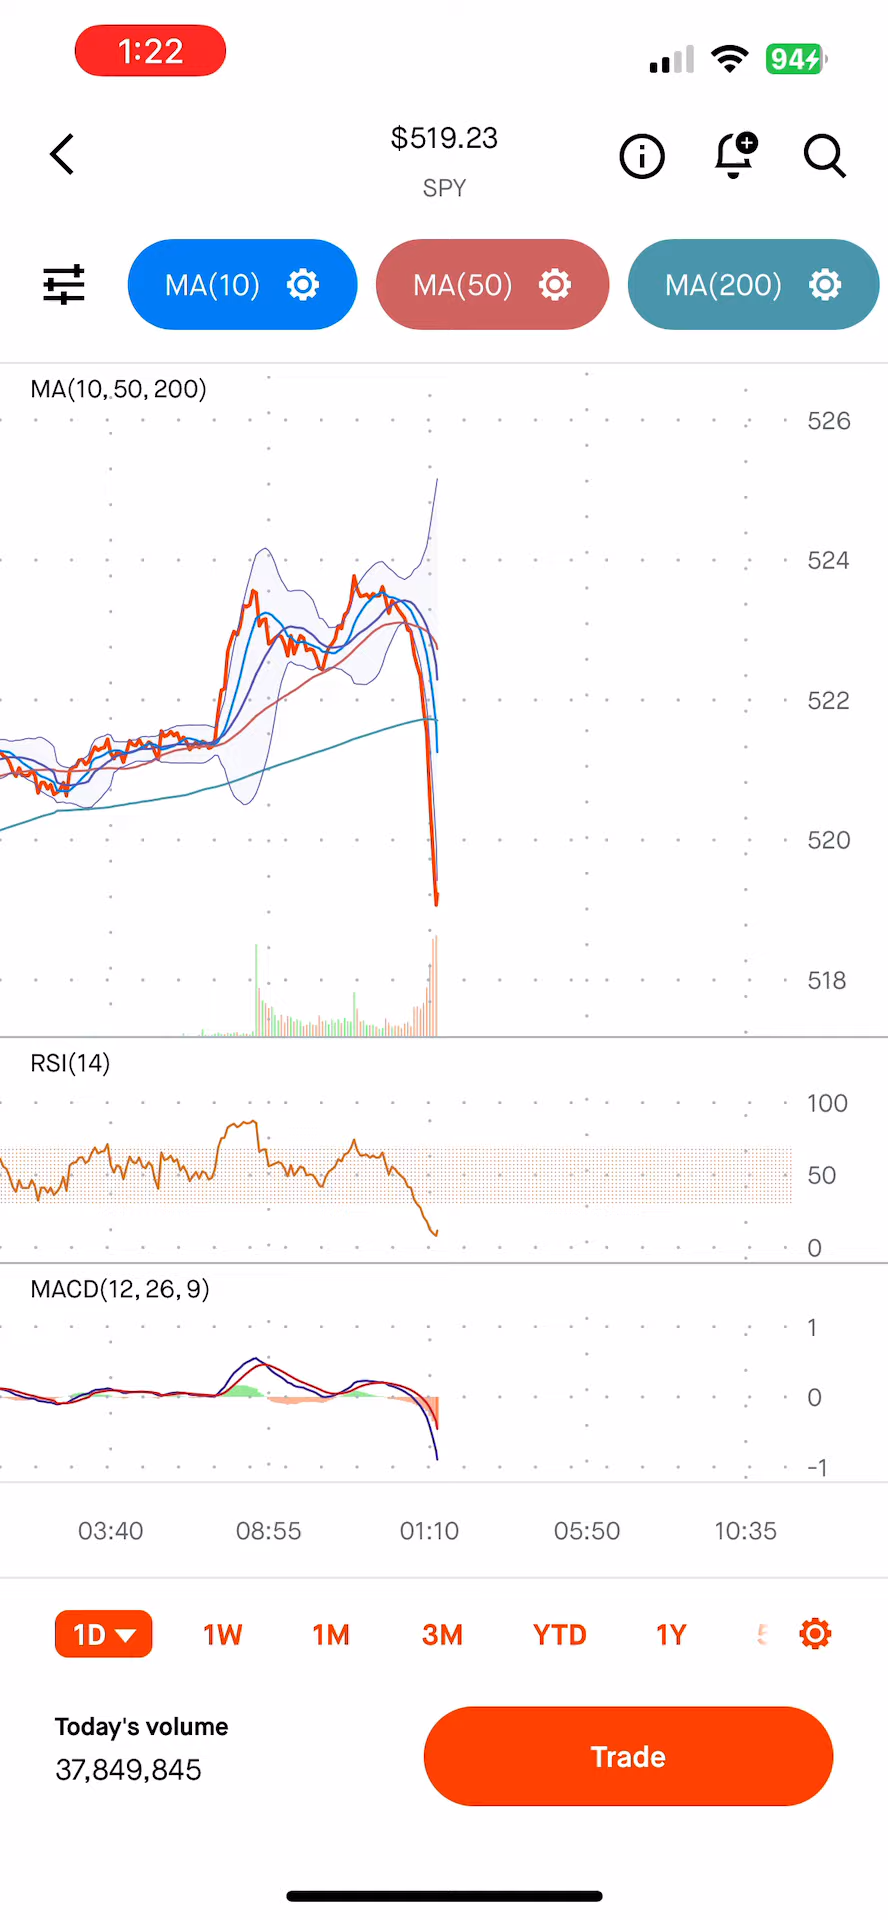 1:22
94
$519.23
SPY
MA(10)
MA(50)
MA(200)
MA(10,50,200)
526
524
522
520
518
RSI(14)
100
50
0
MACD(12,26,9)
1
0
-1
03:40
08:55
01:10
05:50
10:35
1D
1W
1M
3M
YTD
1Y
Today's volume
37,849,845
Trade